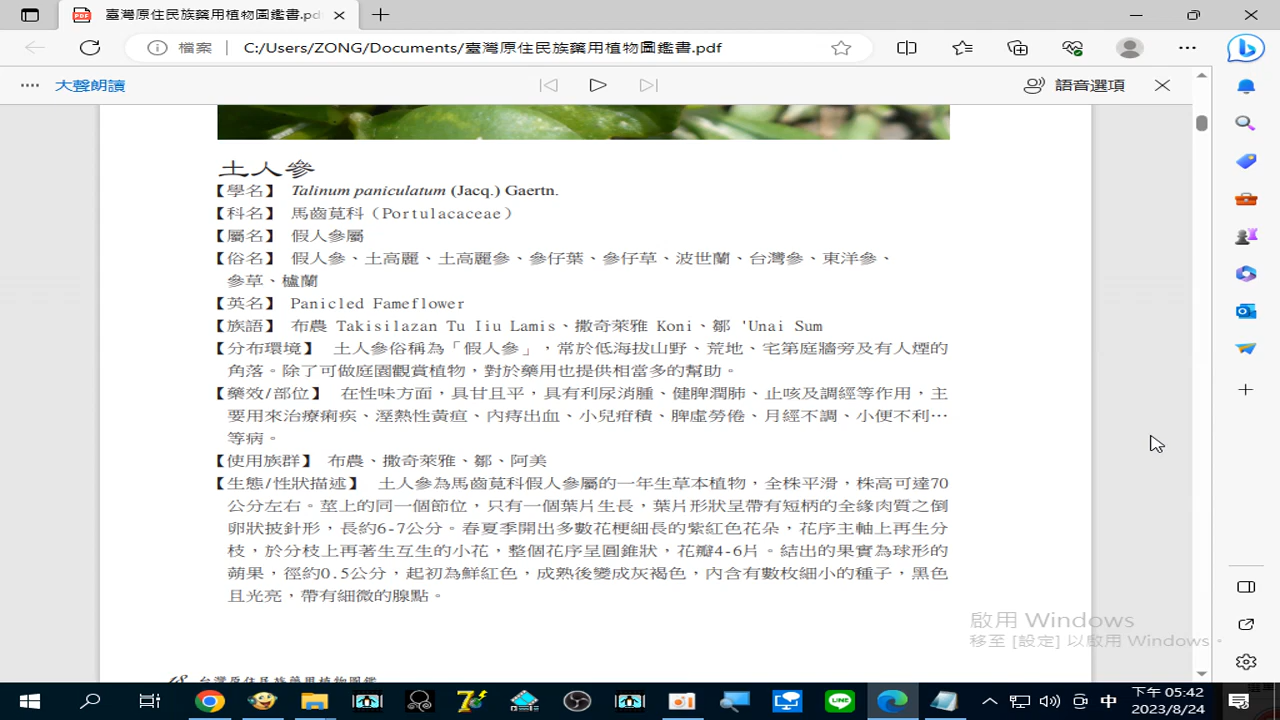 臺灣原住民族藥用植物圖鑑書.pd
檔案 C:/Users/ZONG/Documents/臺灣原住民族藥用植物圖鑑書.pdf
大聲朗讀 語音選項
土人參
【學名】 Talinum paniculatum (Jacq.) Gaertn.
【科名】 馬齒莧科（Portulacaceae）
【屬名】 假人參屬
【俗名】 假人參、土高麗、土高麗參、參仔葉、參仔草、波世蘭、台灣參、東洋參、
參草、櫨蘭
【英名】 Panicled Fameflower
【族語】 布農 Takisilazan Tu Iiu Lamis、撒奇萊雅 Koni、鄒 'Unai Sum
【分布環境】 土人參俗稱為「假人參」，常於低海拔山野、荒地、宅第庭牆旁及有人煙的
角落。除了可做庭園觀賞植物，對於藥用也提供相當多的幫助。
【藥效/部位】 在性味方面，具甘且平，具有利尿消腫、健脾潤肺、止咳及調經等作用，主
要用來治療痢疾、溼熱性黃疸、內痔出血、小兒疳積、脾虛勞倦、月經不調、小便不利…
等病。
【使用族群】 布農、撒奇萊雅、鄒、阿美
【生態/性狀描述】 土人參為馬齒莧科假人參屬的一年生草本植物，全株平滑，株高可達70
公分左右。莖上的同一個節位，只有一個葉片生長，葉片形狀呈帶有短柄的全緣肉質之倒
卵狀披針形，長約6-7公分。春夏季開出多數花梗細長的紫紅色花朵，花序主軸上再生分
枝，於分枝上再著生互生的小花，整個花序呈圓錐狀，花瓣4-6片。結出的果實為球形的
蒴果，徑約0.5公分，起初為鮮紅色，成熟後變成灰褐色，內含有數枚細小的種子，黑色
且光亮，帶有細微的腺點。
啟用 Windows
移至 [設定] 以啟用 Windows。
台灣原住民族藥用植物圖鑑
中
下午 05:42
2023/8/24